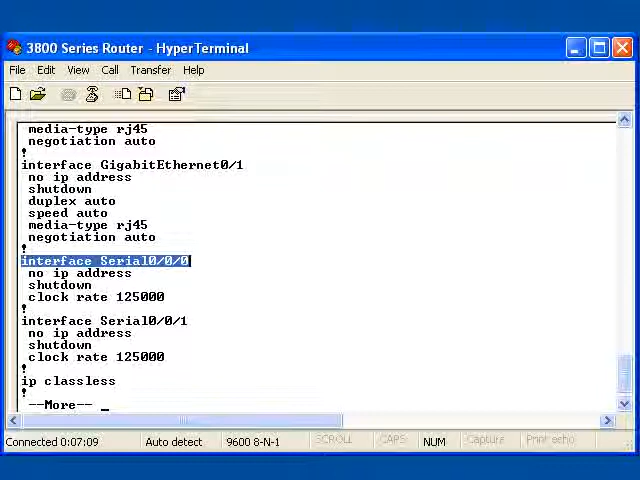 3800 Series Router - HyperTerminal
File Edit View Call Transfer Help
media-type rj45
negotiation auto
!
interface GigabitEthernet0/1
no ip address
shutdown
duplex auto
speed auto
media-type rj45
negotiation auto
!
interface Serial0/0/0
no ip address
shutdown
clock rate 125000
!
interface Serial0/0/1
no ip address
shutdown
clock rate 125000
!
ip classless
!
--More-- _
Connected 0:07:09 Auto detect 9600 8-N-1 SCROLL CAPS NUM Capture Print echo